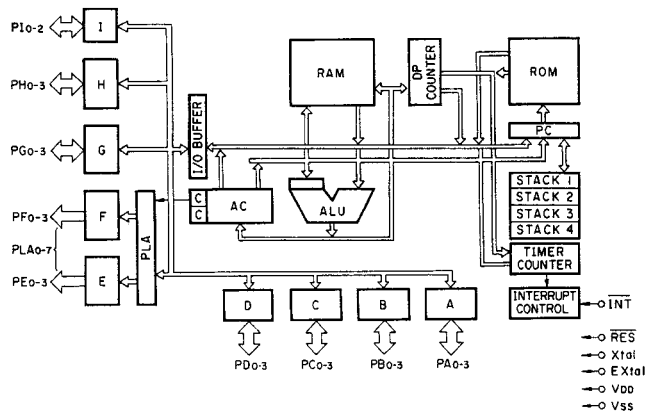 PI0-2
I
PH0-3
H
PG0-3
G
PF0-3
F
PLA0-7
PE0-3
E
PLA
I/O BUFFER
C
C
AC
RAM
ALU
DP COUNTER
ROM
PC
STACK 1
STACK 2
STACK 3
STACK 4
TIMER
COUNTER
INTERRUPT
CONTROL
INT
RES
Xtal
EXtal
VDD
VSS
D
C
B
A
PD0-3
PC0-3
PB0-3
PA0-3